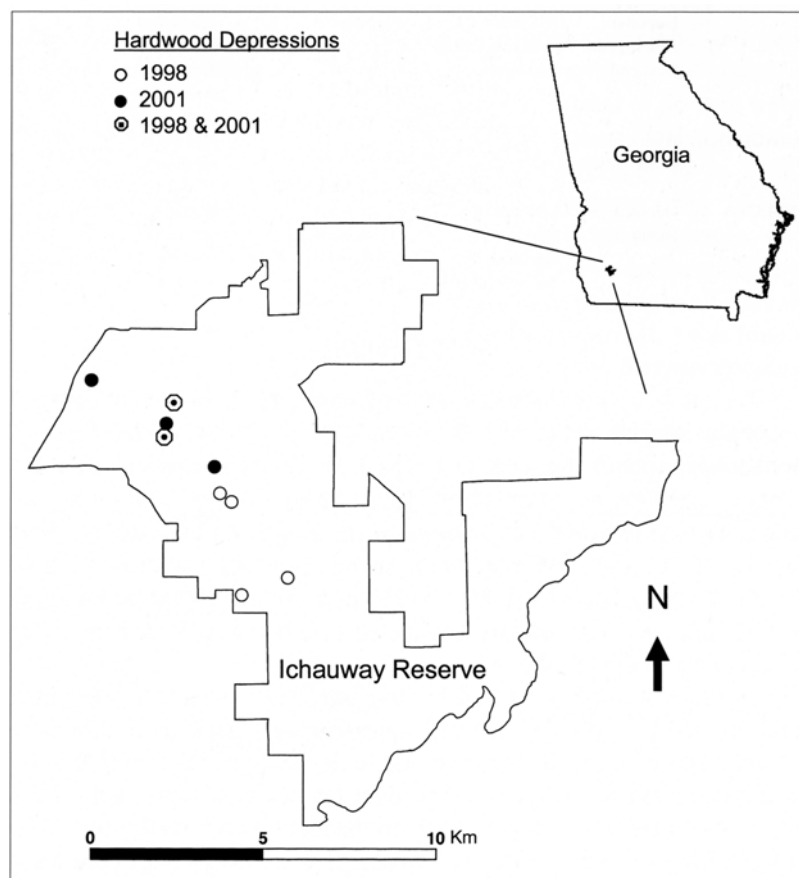 Hardwood Depressions
1998
2001
1998 & 2001
Georgia
N
Ichauway Reserve
0 5 10 Km